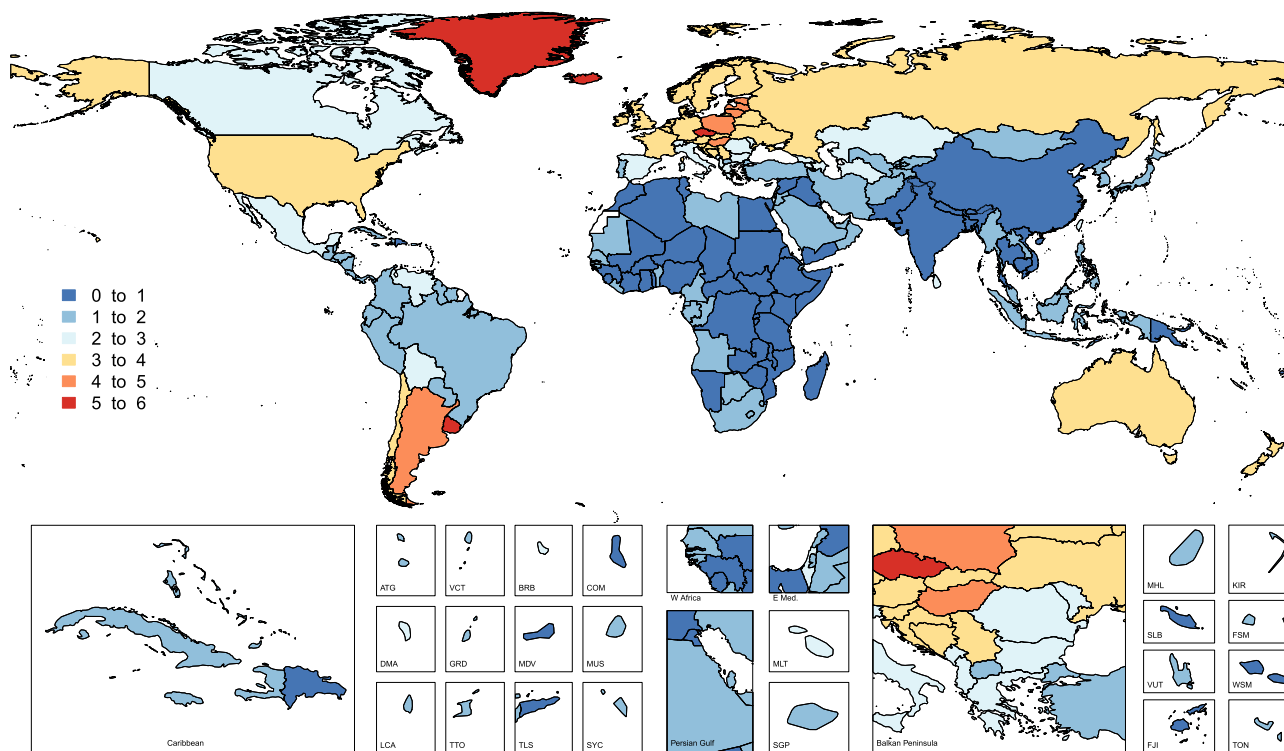 0 to 1
1 to 2
2 to 3
3 to 4
4 to 5
5 to 6
Caribbean
ATG
VCT
BRB
COM
DMA
GRD
MDV
MUS
LCA
TTO
TLS
SYC
W Africa
E Med.
Persian Gulf
MLT
SGP
Balkan Peninsula
MHL
KIR
SLB
FSM
VUT
WSM
FJI
TON